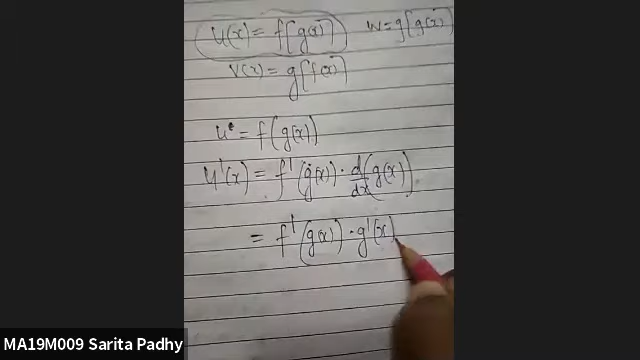 u(x) = f[g(x)] w = g[g(x)]
v(x) = g[f(x)]
u = f(g(x))
u'(x) = f'(g(x)) · d/dx (g(x))
= f'(g(x)) · g'(x)
MA19M009 Sarita Padhy